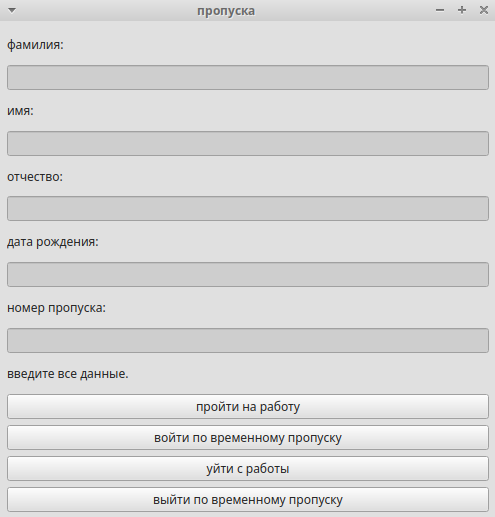 пропуска
фамилия:
имя:
отчество:
дата рождения:
номер пропуска:
введите все данные.
пройти на работу
войти по временному пропуску
уйти с работы
выйти по временному пропуску